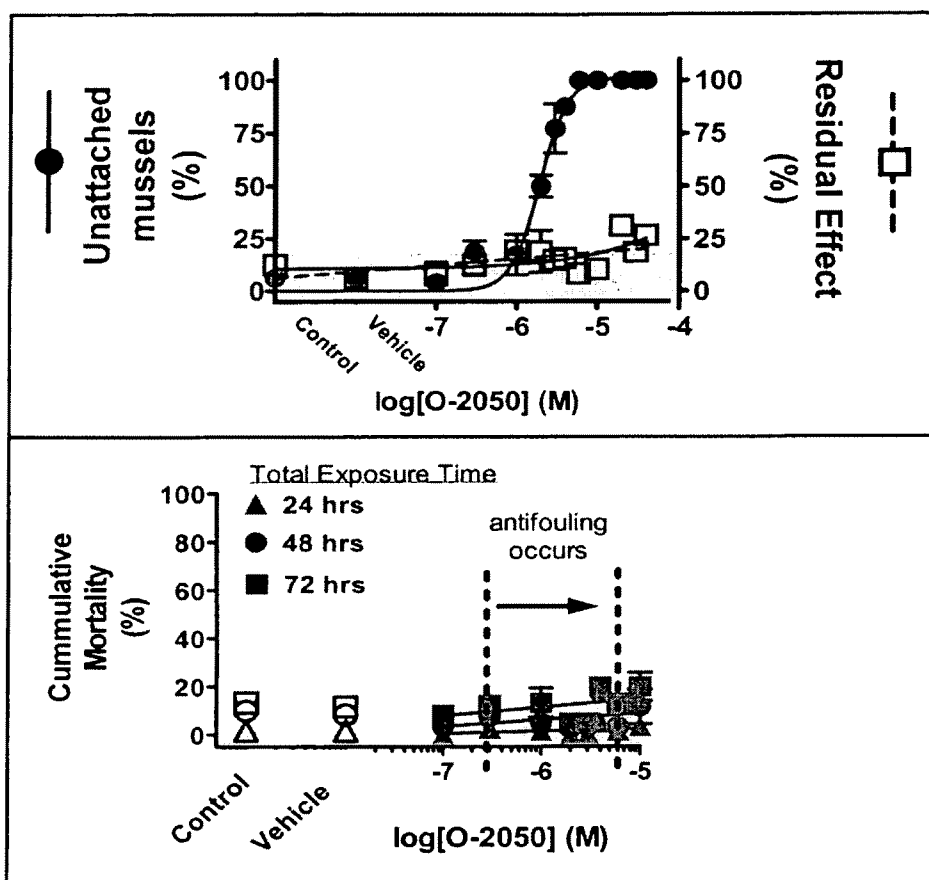 Unattached
mussels
(%)
100
75
50
25
0
100
75
50
25
0
Residual Effect
(%)
Control
Vehicle
-7
-6
-5
-4
log[O-2050] (M)
Total Exposure Time
24 hrs
48 hrs
72 hrs
antifouling
occurs
Cummulative
Mortality
(%)
100
80
60
40
20
0
Control
Vehicle
-7
-6
-5
log[O-2050] (M)